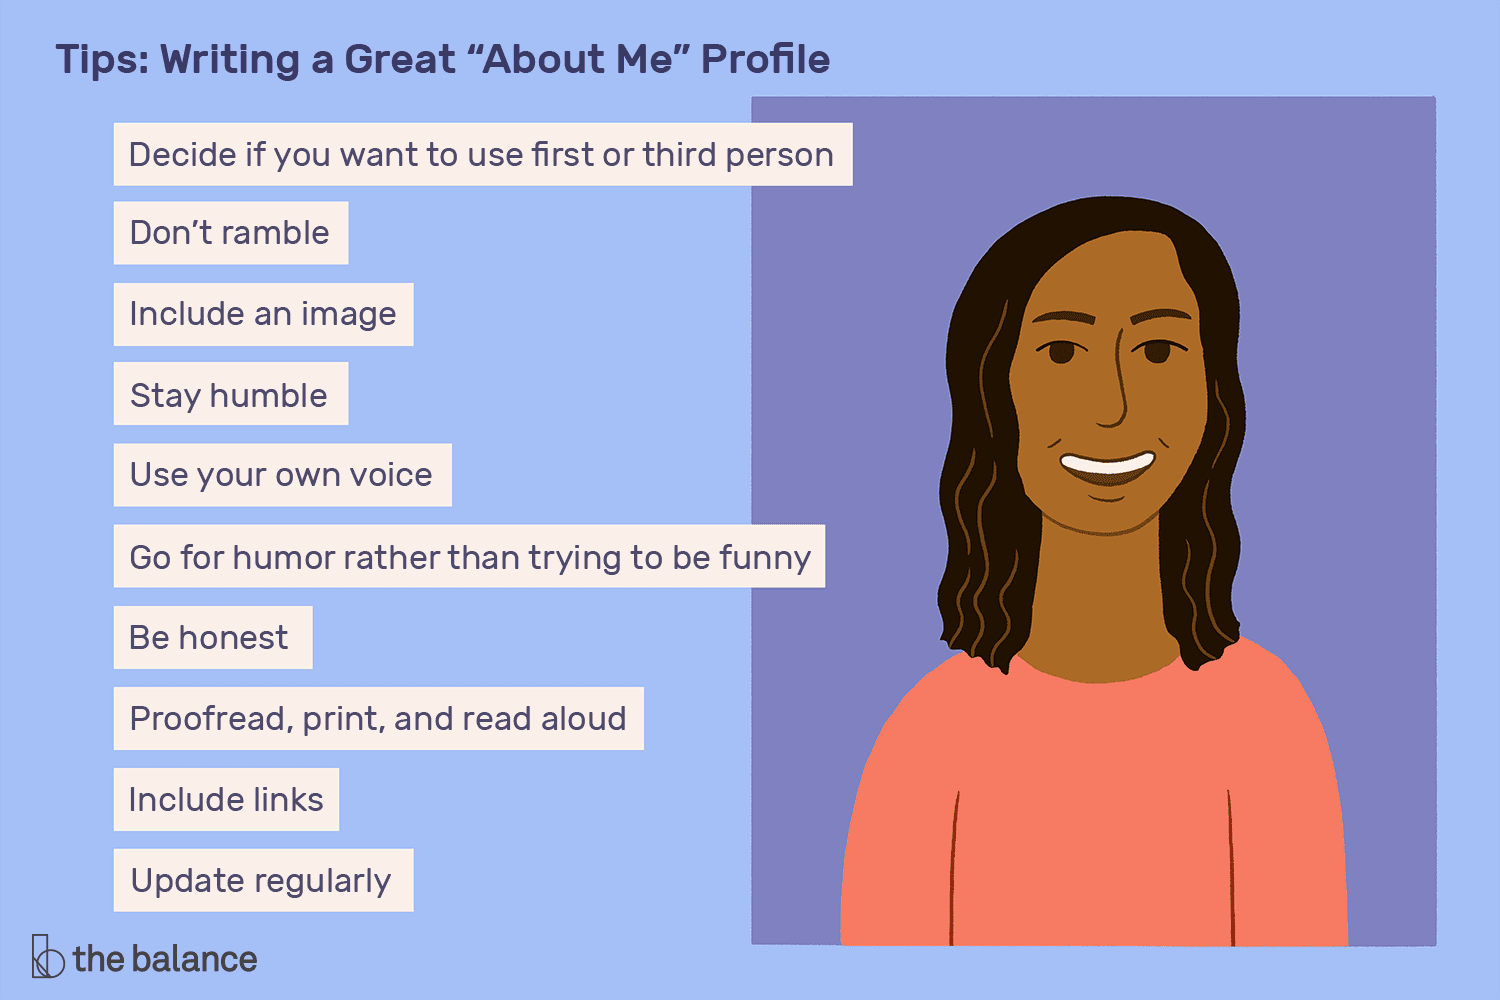 Tips: Writing a Great “About Me” Profile
Decide if you want to use first or third person
Don’t ramble
Include an image
Stay humble
Use your own voice
Go for humor rather than trying to be funny
Be honest
Proofread, print, and read aloud
Include links
Update regularly
the balance